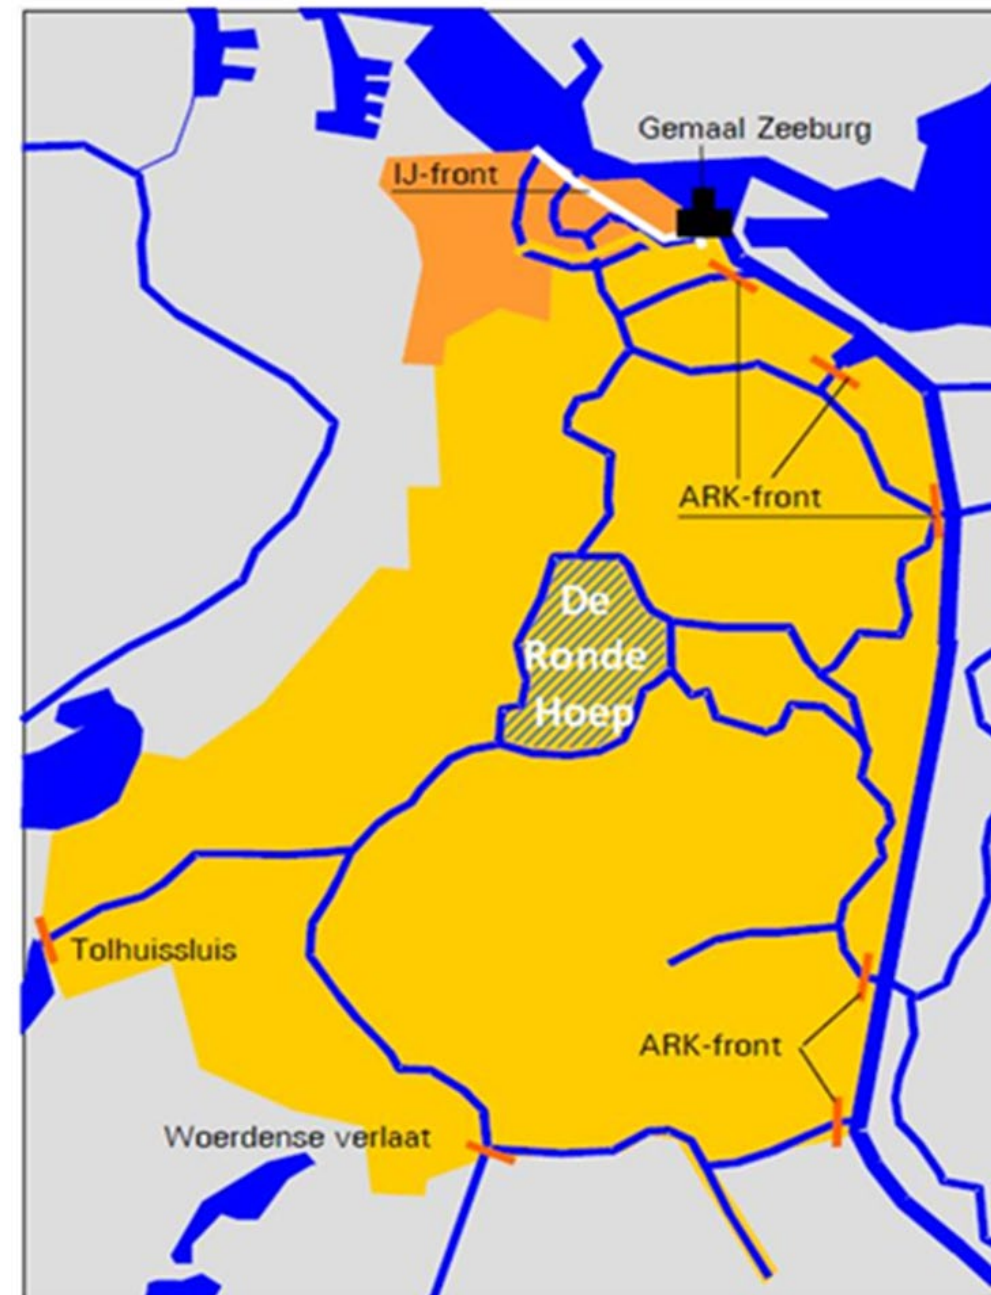 Gemaal Zeeburg
IJ-front
ARK-front
De
Ronde
Hoep
Tolhuissluis
ARK-front
Woerdense verlaat